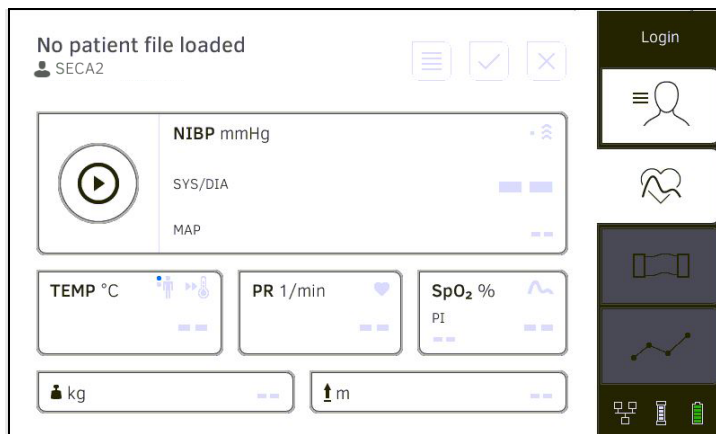 No patient file loaded
SECA2
Login
NIBP mmHg
SYS/DIA
-- --
MAP
--
TEMP °C
--
PR 1/min
--
SpO₂ %
PI
--
--
kg
--
m
--